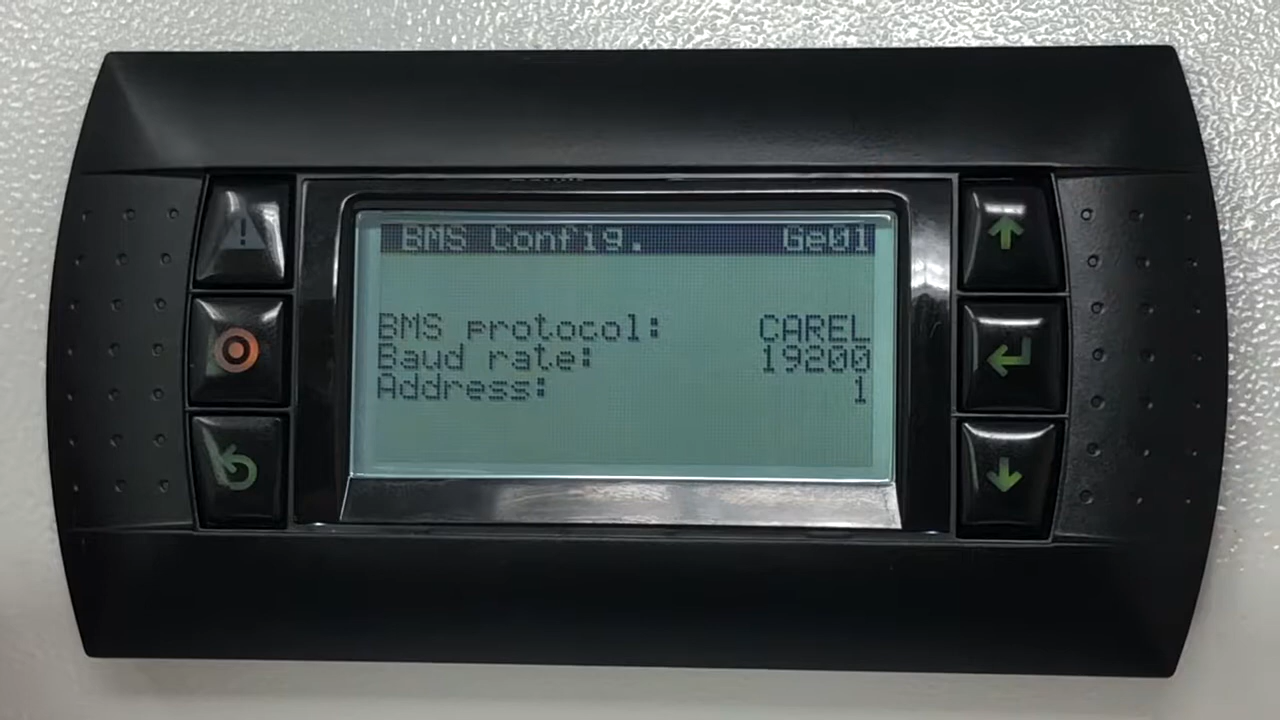 BMS Config. Ge01
BMS protocol: CAREL
Baud rate: 19200
Address: 1